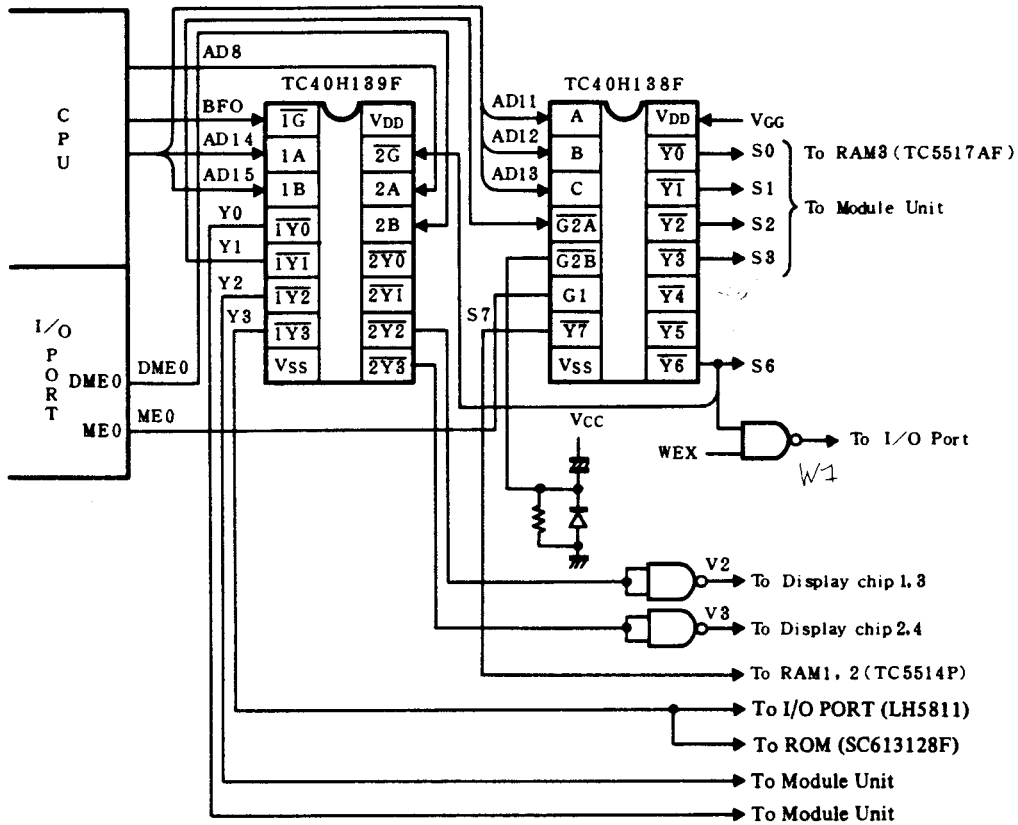 CPU
I/O PORT
DME0
ME0
AD8
BFO
AD14
AD15
Y0
Y1
Y2
Y3
DME0
ME0
TC40H139F
1G
1A
1B
1Y0
1Y1
1Y2
1Y3
VSS
VDD
2G
2A
2B
2Y0
2Y1
2Y2
2Y3
AD11
AD12
AD13
S7
TC40H138F
A
B
C
G2A
G2B
G1
Y7
VSS
VDD
Y0
Y1
Y2
Y3
Y4
Y5
Y6
VGG
S0
S1
S2
S3
S6
To RAM3 (TC5517AF)
To Module Unit
VCC
WEX
To I/O Port
W1
V2
To Display chip 1,3
V3
To Display chip 2,4
To RAM1, 2 (TC5514P)
To I/O PORT (LH5811)
To ROM (SC613128F)
To Module Unit
To Module Unit